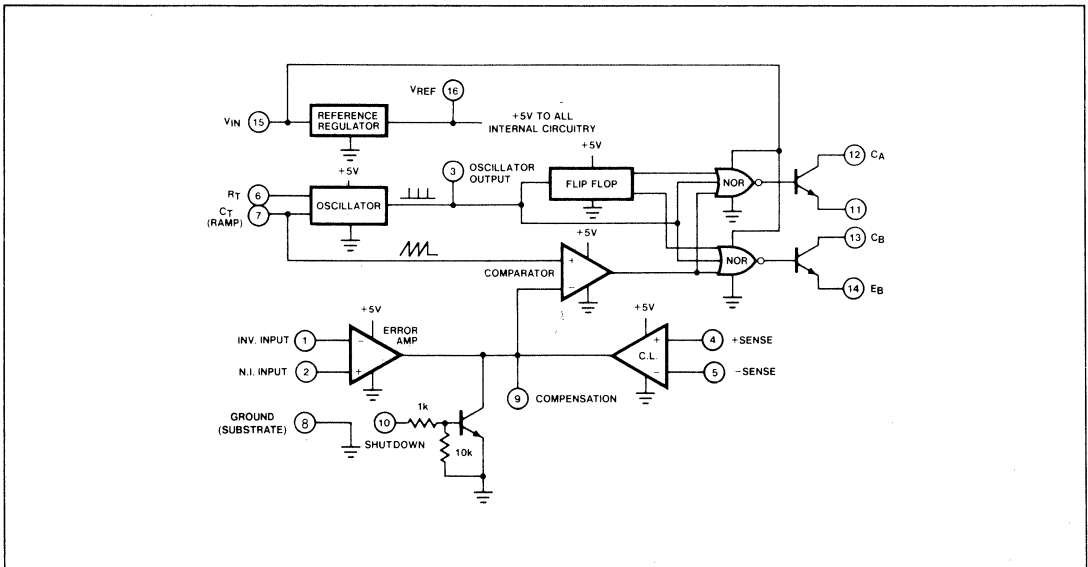 VREF
16
VIN
15
REFERENCE
REGULATOR
+5V TO ALL
INTERNAL CIRCUITRY
+5V
+5V
3
OSCILLATOR
OUTPUT
FLIP FLOP
NOR
12
CA
11
RT
6
CT
7
(RAMP)
OSCILLATOR
+5V
COMPARATOR
+
−
NOR
13
CB
14
EB
+5V
ERROR
AMP
INV. INPUT
1
−
N.I. INPUT
2
+
+5V
C.L.
+
4
+SENSE
−
5
−SENSE
9
COMPENSATION
GROUND
(SUBSTRATE)
8
10
1k
SHUTDOWN
10k